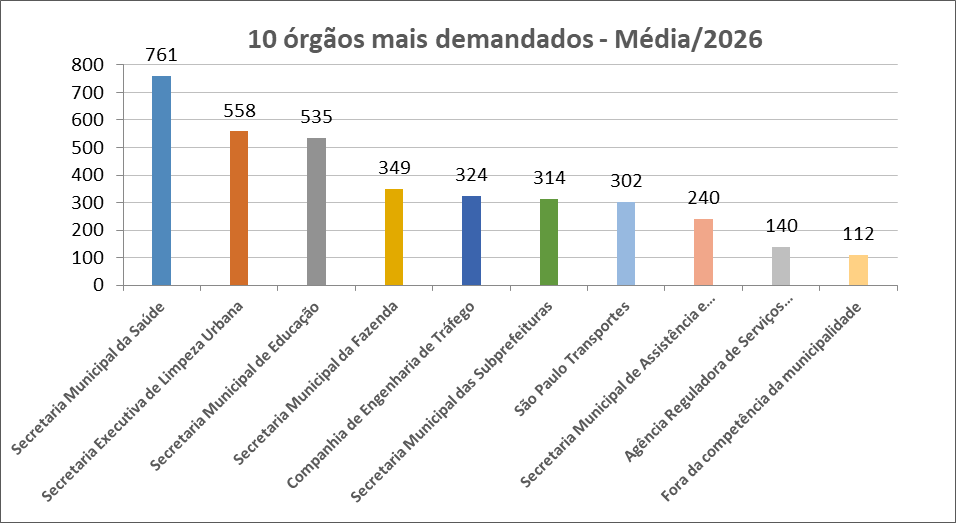 10 órgãos mais demandados - Média/2026
800
700
600
500
400
300
200
100
0
761
558
535
349
324
314
302
240
140
112
Secretaria Municipal da Saúde
Secretaria Executiva de Limpeza Urbana
Secretaria Municipal de Educação
Secretaria Municipal da Fazenda
Companhia de Engenharia de Tráfego
Secretaria Municipal das Subprefeituras
São Paulo Transportes
Secretaria Municipal de Assistência e...
Agência Reguladora de Serviços...
Fora da competência da municipalidade